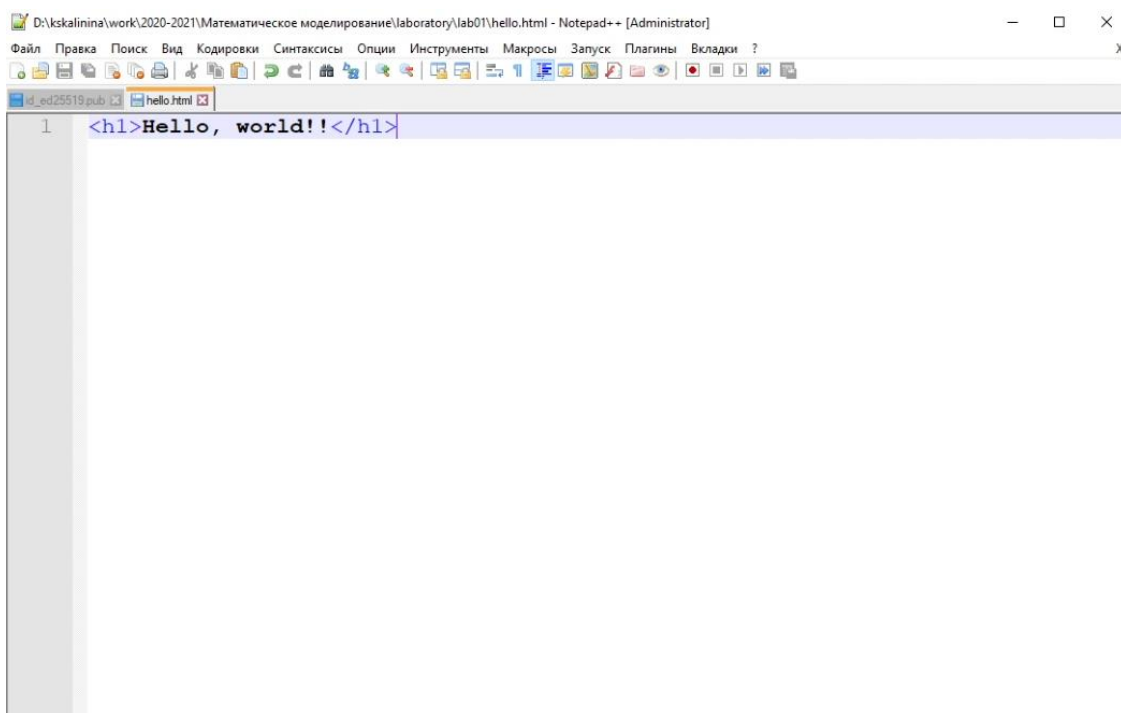 D:\kskalinina\work\2020-2021\Математическое моделирование\laboratory\lab01\hello.html - Notepad++ [Administrator]
Файл Правка Поиск Вид Кодировки Синтаксисы Опции Инструменты Макросы Запуск Плагины Вкладки ? X
id_ed25519.pub hello.html
1 <h1>Hello, world!!</h1>